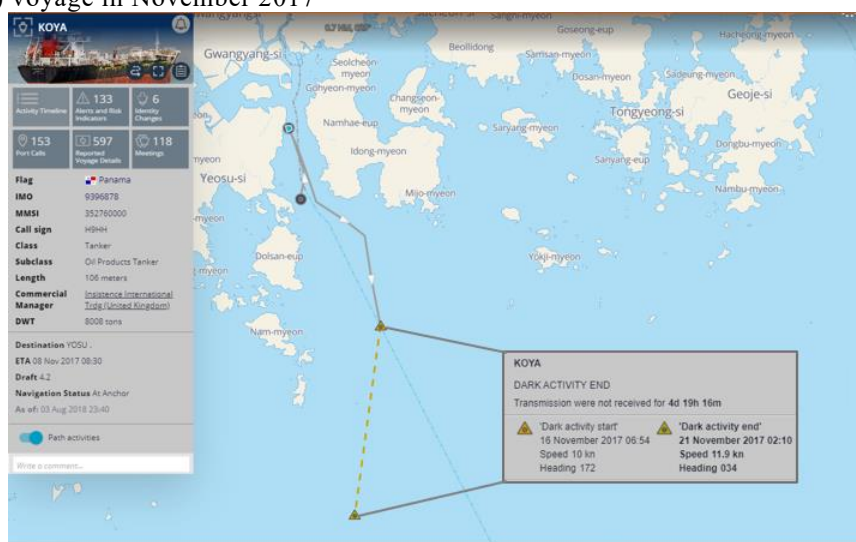 ) voyage in November 2017
KOYA
Activity Timeline
133
Alerts and Risk
Indicators
6
Identity
Changes
153
Port Calls
597
Reported
Voyage Details
118
Meetings
Flag Panama
IMO 9396878
MMSI 352760000
Call sign H9HH
Class Tanker
Subclass Oil Products Tanker
Length 106 meters
Commercial Insistence International
Manager Trdg (United Kingdom)
DWT 8008 tons
Destination YOSU .
ETA 08 Nov 2017 08:30
Draft 4.2
Navigation Status At Anchor
As of: 03 Aug 2018 23:40
Path activities
Write a comment...
Gwangyang-si
Seolcheon-
myeon
Gohyeon-myeon
Namhae-eup
Changseon-
myeon
Idong-myeon
Mijo-myeon
Yeosu-si
Dolsan-eup
Nam-myeon
Beollidong
Goseong-eup
Samsan-myeon
Hacheong-myeon
Dosan-myeon
Sadeung-myeon
Geoje-si
Tongyeong-si
Saryang-myeon
Sanyang-eup
Dongbu-myeon
Nambu-myeon
Yokji-myeon
KOYA
DARK ACTIVITY END
Transmission were not received for 4d 19h 16m
'Dark activity start' 'Dark activity end'
16 November 2017 06:54 21 November 2017 02:10
Speed 10 kn Speed 11.9 kn
Heading 172 Heading 034